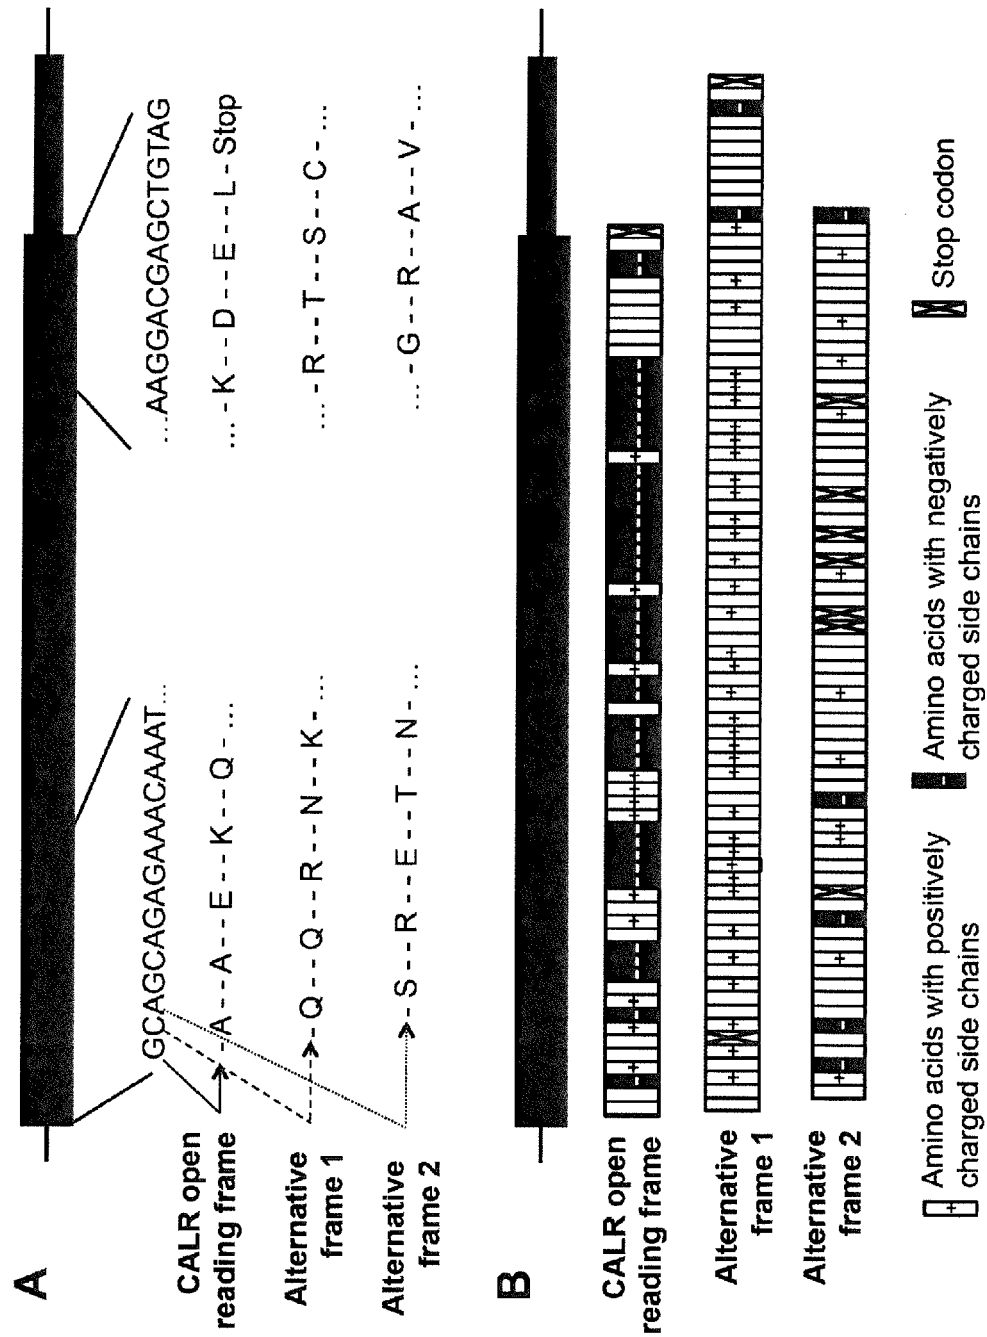 A
...AAGGACGAGCTGTAG
GCAGCAGAGAAACAAAT...
CALR open
reading frame
A--A--E--K--Q-...
...-K--D--E--L-Stop
Alternative
frame 1
-Q--Q--R--N--K-...
...-R--T--S--C-...
Alternative
frame 2
-S--R--E--T--N-...
...-G--R--A--V-...
B
CALR open
reading frame
Alternative
frame 1
Alternative
frame 2
+ Amino acids with positively
charged side chains
- Amino acids with negatively
charged side chains
Stop codon